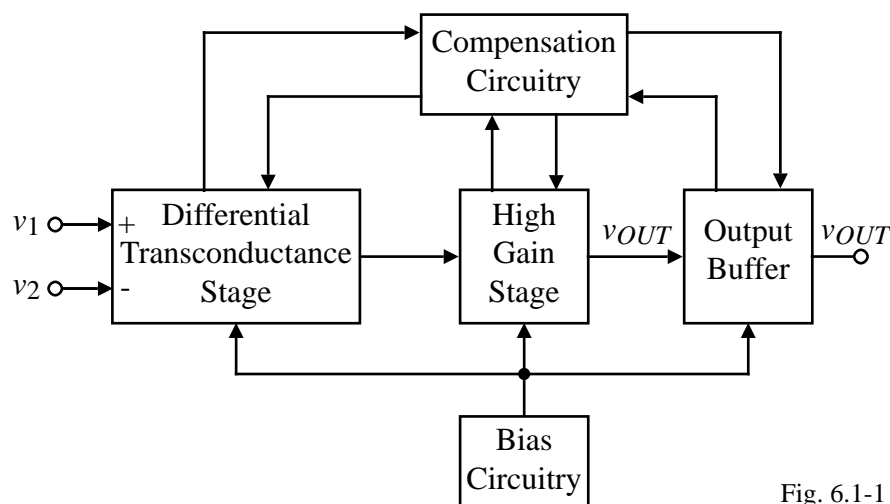 Compensation
Circuitry
v1
+
Differential
Transconductance
Stage
v2
-
High
Gain
Stage
vOUT
Output
Buffer
vOUT
Bias
Circuitry
Fig. 6.1-1